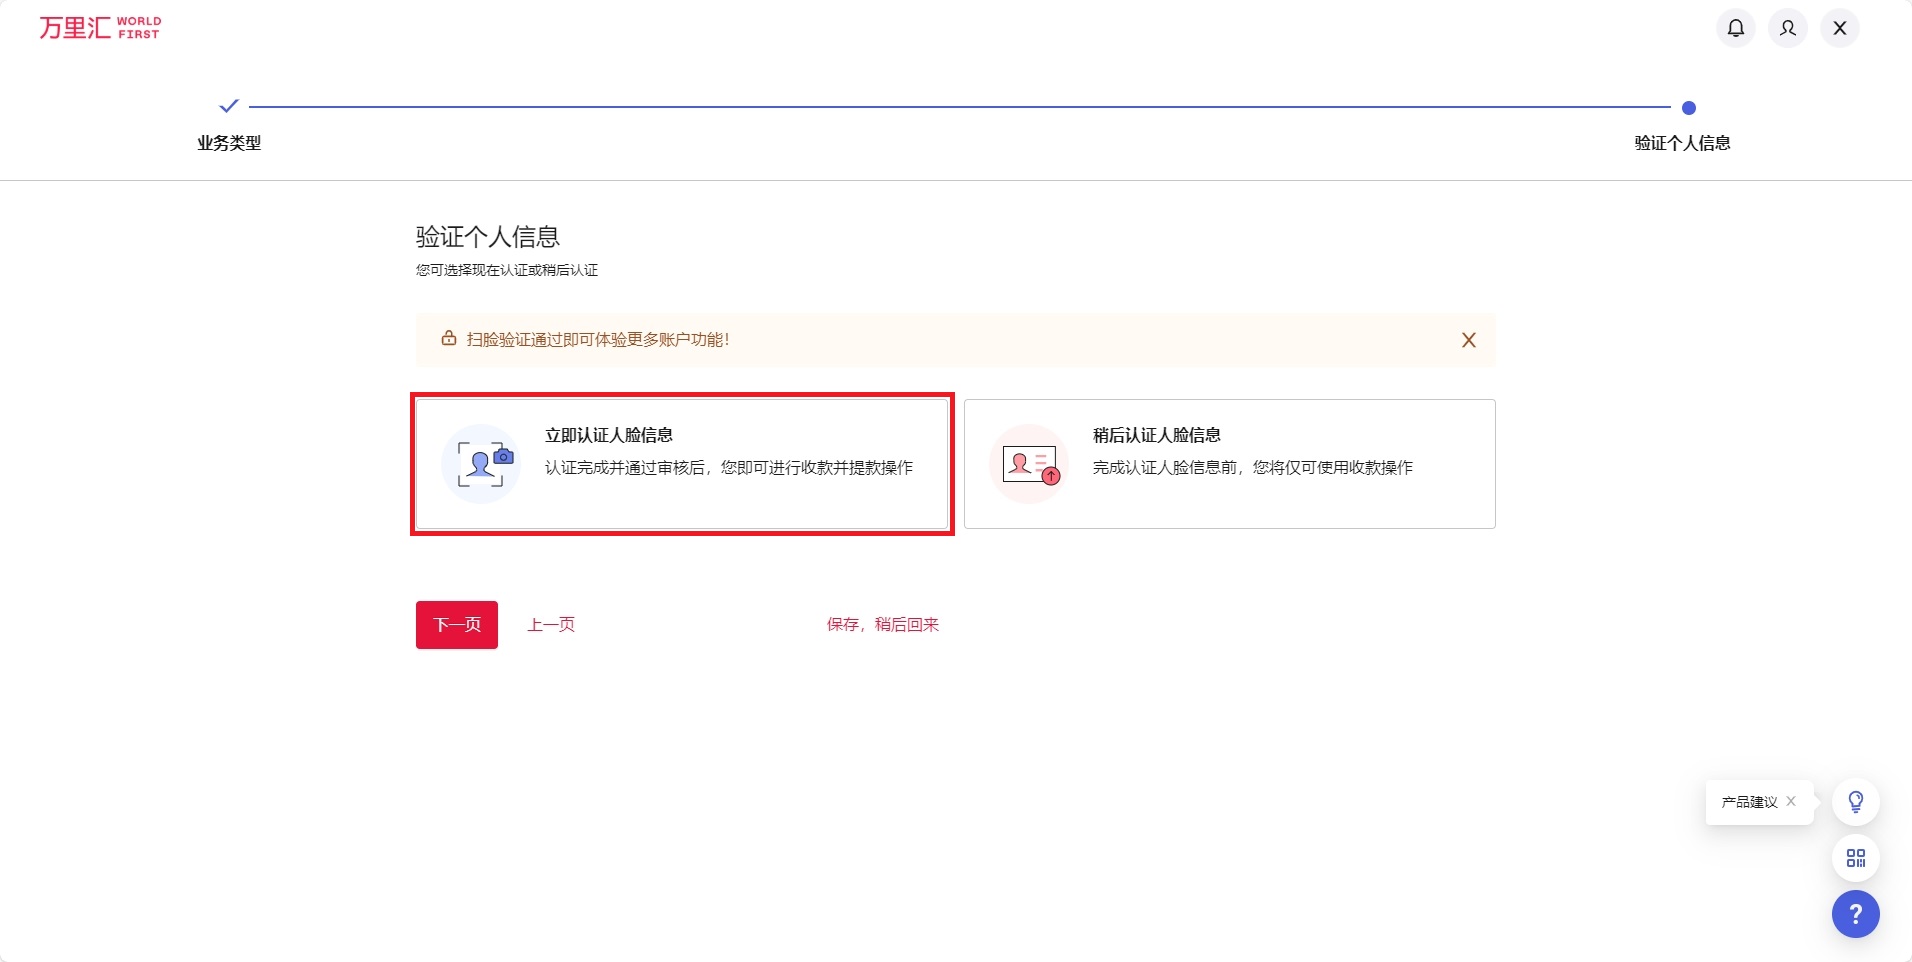 万里汇 WORLD FIRST
业务类型
验证个人信息
验证个人信息
您可选择现在认证或稍后认证
扫脸验证通过即可体验更多账户功能！
立即认证人脸信息
认证完成并通过审核后，您即可进行收款并提款操作
稍后认证人脸信息
完成认证人脸信息前，您将仅可使用收款操作
下一页
上一页
保存，稍后回来
产品建议